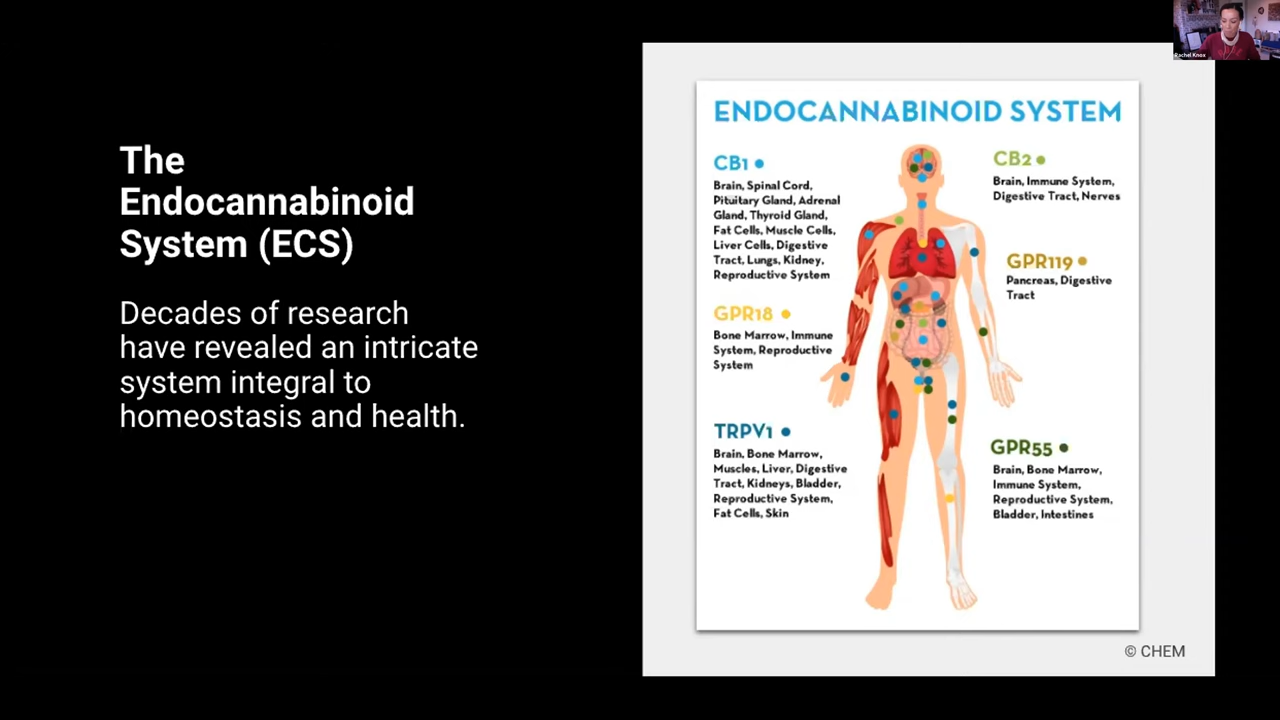 The
Endocannabinoid
System (ECS)
Decades of research
have revealed an intricate
system integral to
homeostasis and health.
ENDOCANNABINOID SYSTEM
CB1
Brain, Spinal Cord,
Pituitary Gland, Adrenal
Gland, Thyroid Gland,
Fat Cells, Muscle Cells,
Liver Cells, Digestive
Tract, Lungs, Kidney,
Reproductive System
GPR18
Bone Marrow, Immune
System, Reproductive
System
TRPV1
Brain, Bone Marrow,
Muscles, Liver, Digestive
Tract, Kidneys, Bladder,
Reproductive System,
Fat Cells, Skin
CB2
Brain, Immune System,
Digestive Tract, Nerves
GPR119
Pancreas, Digestive
Tract
GPR55
Brain, Bone Marrow,
Immune System,
Reproductive System,
Bladder, Intestines
© CHEM
Rachel Knox